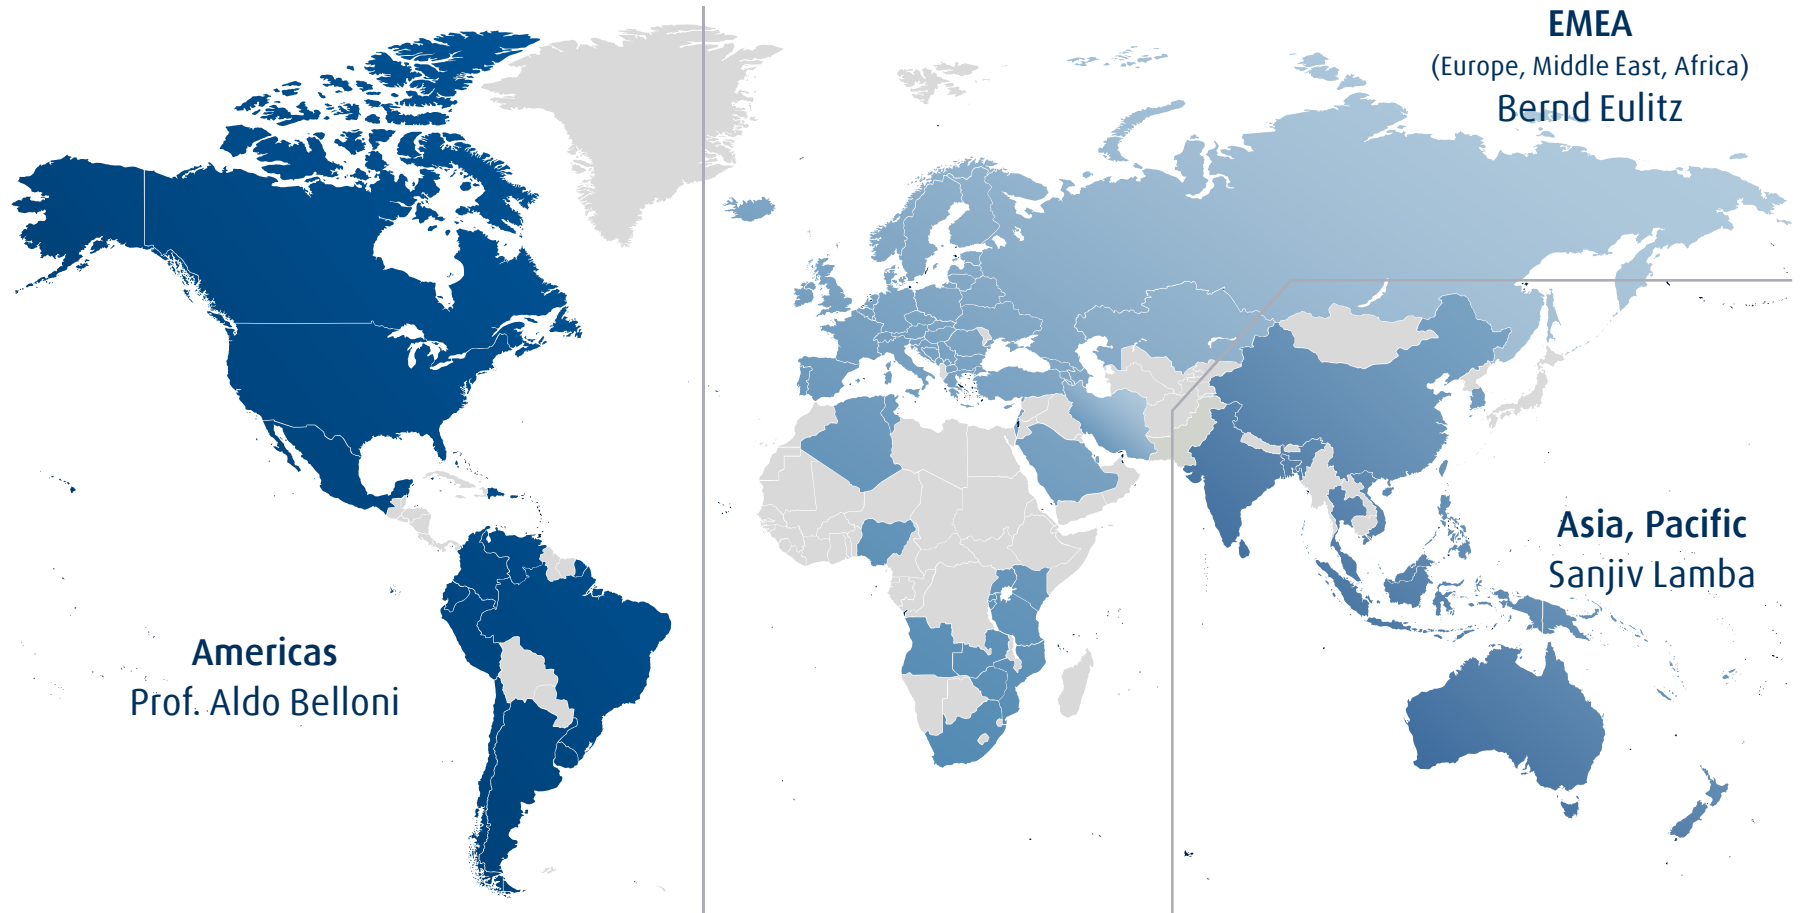 EMEA
(Europe, Middle East, Africa)
Bernd Eulitz
Asia, Pacific
Sanjiv Lamba
Americas
Prof. Aldo Belloni